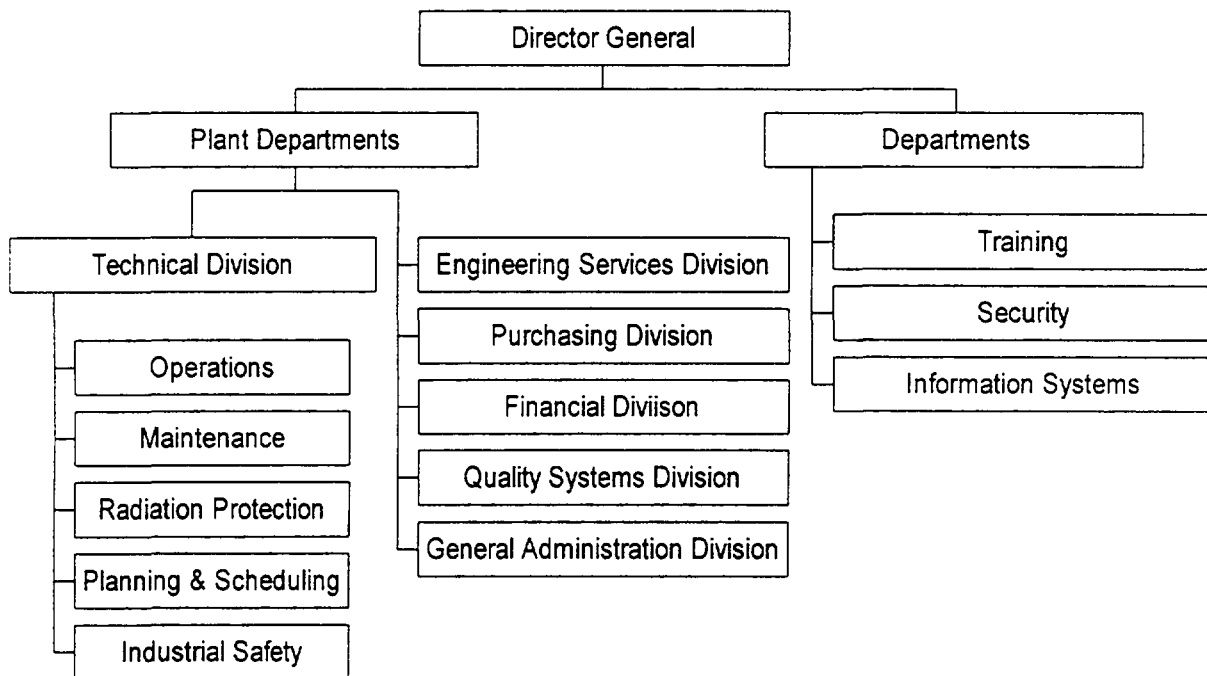 Director General
Plant Departments
Departments
Technical Division
Operations
Maintenance
Radiation Protection
Planning & Scheduling
Industrial Safety
Engineering Services Division
Purchasing Division
Financial Diviison
Quality Systems Division
General Administration Division
Training
Security
Information Systems